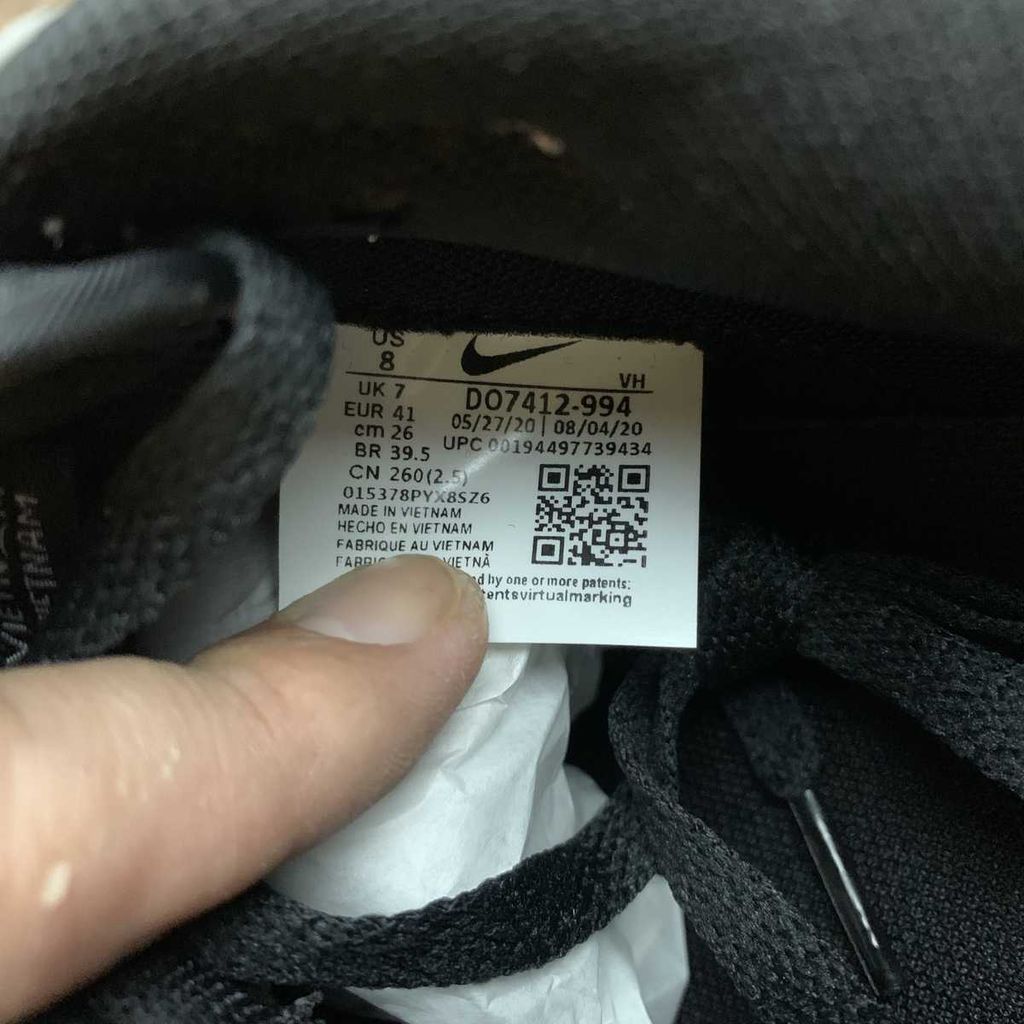 US
8
VH
UK 7
DO7412-994
EUR 41
05/27/20 | 08/04/20
cm 26
UPC 00194497739434
BR 39.5
CN 260(2.5)
015378PYX8SZ6
MADE IN VIETNAM
HECHO EN VIETNAM
FABRIQUE AU VIETNAM
VIETNÃ
by one or more patents:
VIETNAM